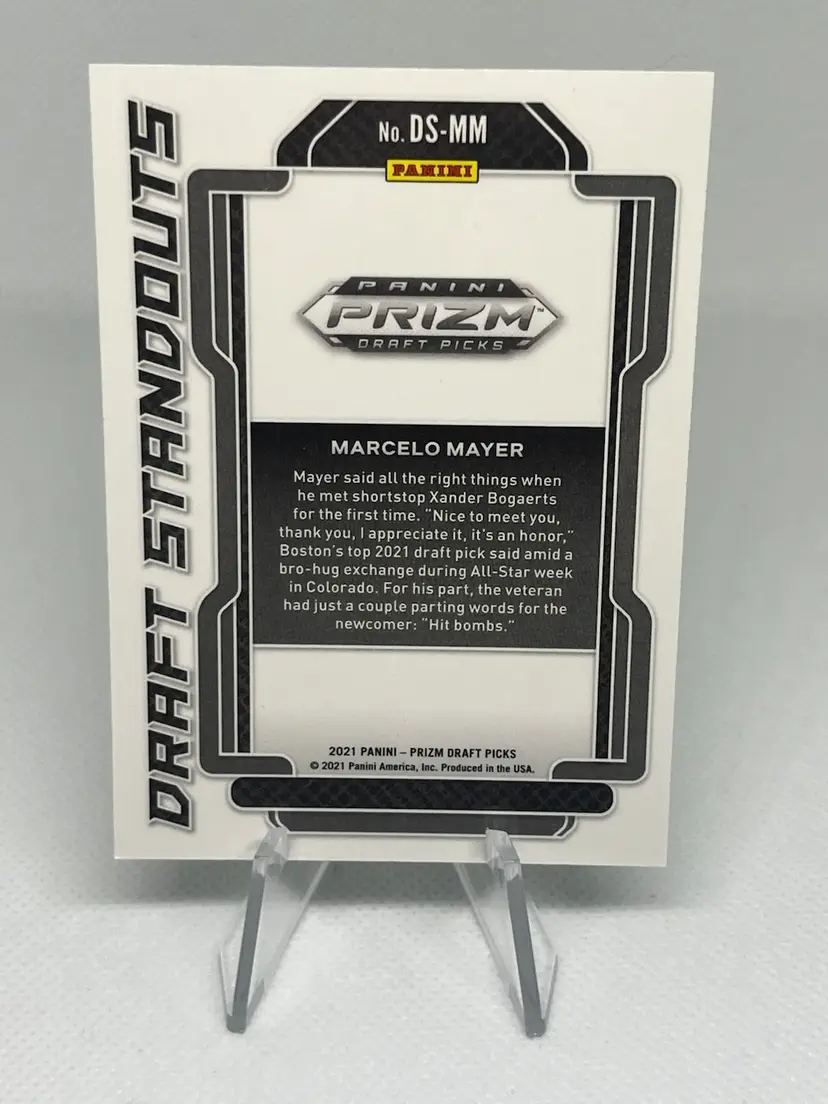 DRAFT STANDOUTS
No. DS-MM
PANINI
PANINI
PRIZM™
DRAFT PICKS
MARCELO MAYER
Mayer said all the right things when
he met shortstop Xander Bogaerts
for the first time. “Nice to meet you,
thank you, I appreciate it, it’s an honor,”
Boston’s top 2021 draft pick said amid a
bro-hug exchange during All-Star week
in Colorado. For his part, the veteran
had just a couple parting words for the
newcomer: “Hit bombs.”
2021 PANINI – PRIZM DRAFT PICKS
© 2021 Panini America, Inc. Produced in the USA.